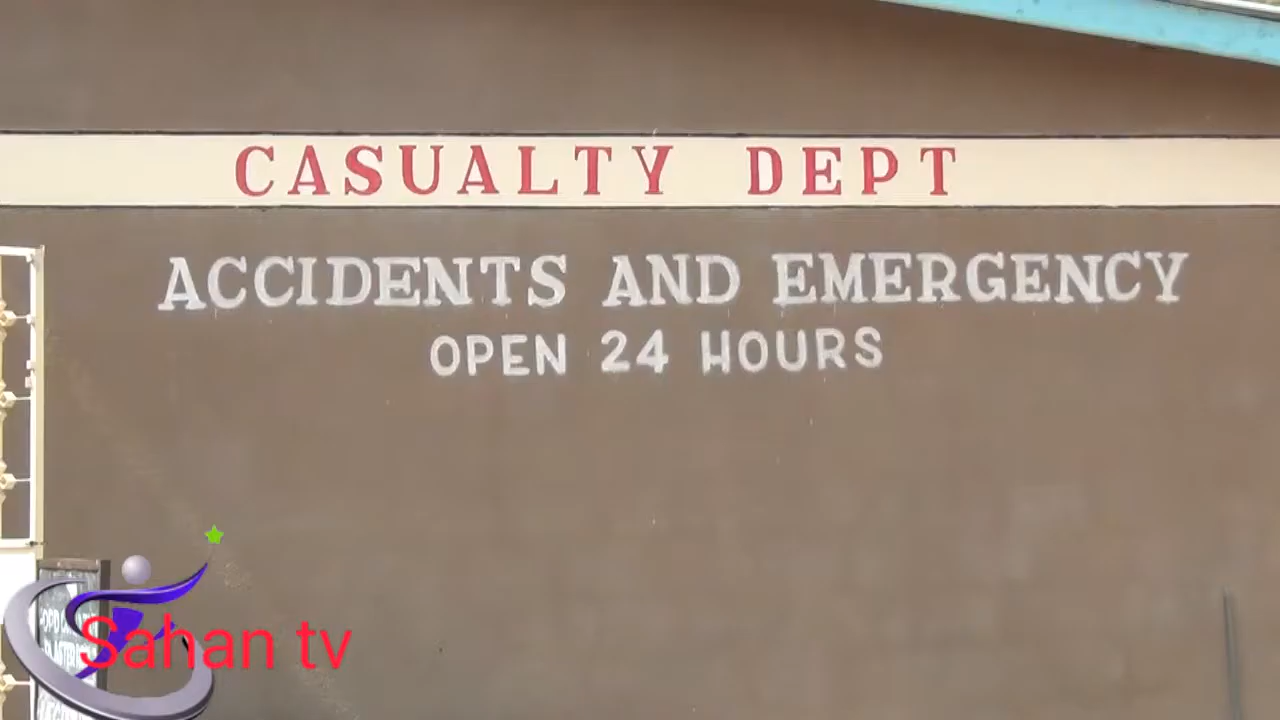 CASUALTY DEPT
ACCIDENTS AND EMERGENCY
OPEN 24 HOURS
Sahan tv